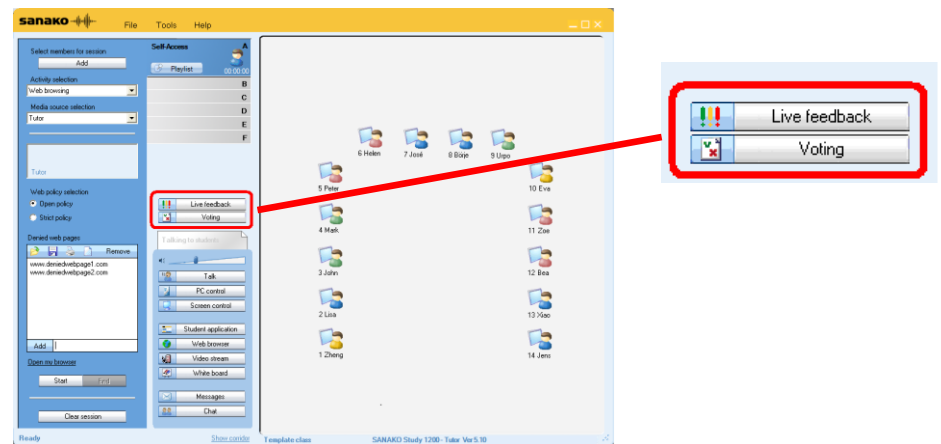 sanako
File Tools Help
Select members for session
Add
Activity selection
Web browsing
Media source selection
Tutor
Tutor
Web policy selection
Open policy
Strict policy
Denied web pages
Remove
www.deniedwebpage1.com
www.deniedwebpage2.com
Add
Open my browser
Start End
Clear session
Ready
Self-Access A
Playlist 00:00:00
B
C
D
E
F
Live feedback
Voting
Talking to student
Talk
PC control
Screen control
Student application
Web browser
Video stream
White board
Messages
Chat
Show corridor
6 Helen 7 José 8 Börje 9 Urpo
5 Peter 10 Eva
4 Mark 11 Zoe
3 John 12 Bea
2 Lisa 13 Xiao
1 Zheng 14 Jens
Template class SANAKO Study 1200 - Tutor Ver 5.10
Live feedback
Voting